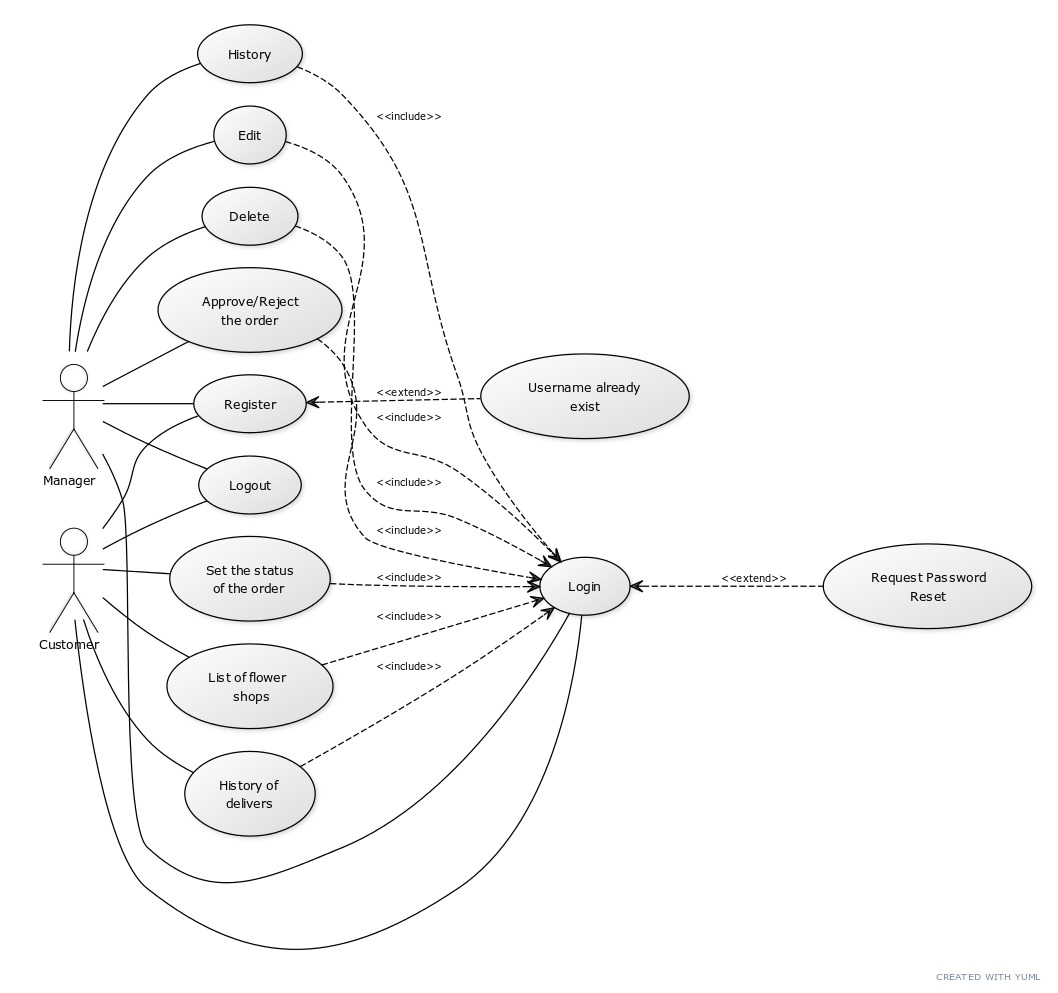 History
<<include>>
Edit
Delete
Approve/Reject
the order
Username already
exist
<<extend>>
Register
<<include>>
Manager
Logout
<<include>>
<<include>>
Set the status
of the order
<<include>>
Login
<<extend>>
Request Password
Reset
<<include>>
Customer
List of flower
shops
<<include>>
History of
delivers
CREATED WITH YUML